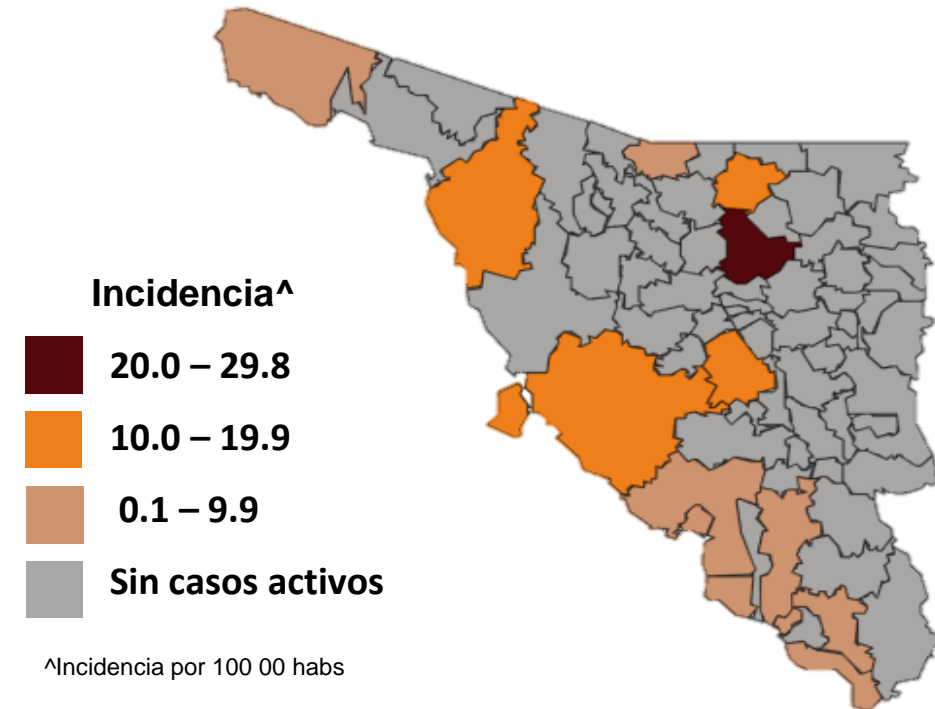 Incidencia^
20.0 – 29.8
10.0 – 19.9
0.1 – 9.9
Sin casos activos
^Incidencia por 100 00 habs